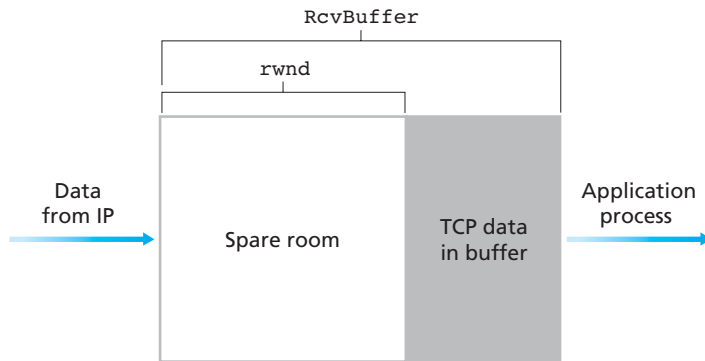 RcvBuffer
rwnd
Data
from IP
Spare room
TCP data
in buffer
Application
process